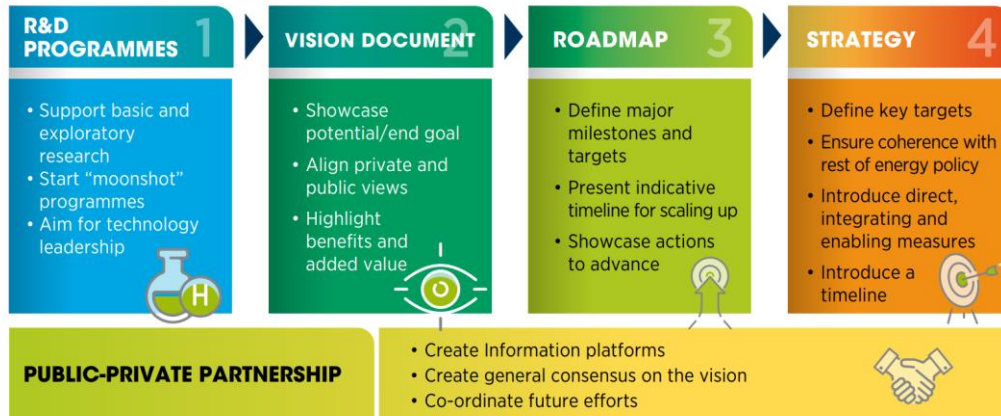 R&D
PROGRAMMES
1
• Support basic and
exploratory
research
• Start “moonshot”
programmes
• Aim for technology
leadership
H
VISION DOCUMENT
2
• Showcase
potential/end goal
• Align private and
public views
• Highlight
benefits and
added value
ROADMAP
3
• Define major
milestones and
targets
• Present indicative
timeline for scaling up
• Showcase actions
to advance
STRATEGY
4
• Define key targets
• Ensure coherence with
rest of energy policy
• Introduce direct,
integrating and
enabling measures
• Introduce a
timeline
PUBLIC-PRIVATE PARTNERSHIP
• Create Information platforms
• Create general consensus on the vision
• Co-ordinate future efforts